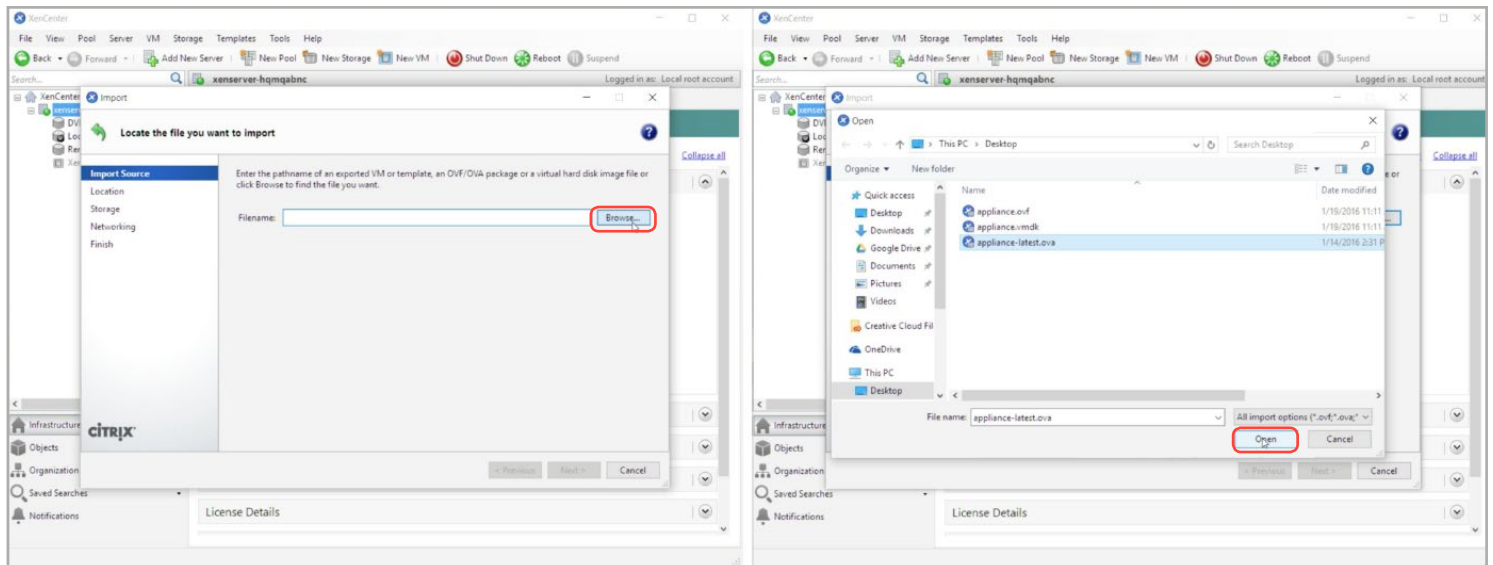 XenCenter
File View Pool Server VM Storage Templates Tools Help
Back Forward Add New Server New Pool New Storage New VM Shut Down Reboot Suspend
Search... xenserver-hqmqabnc Logged in as: Local root account
XenCenter
Import
Locate the file you want to import
Collapse all
Import Source
Location
Storage
Networking
Finish
Enter the pathname of an exported VM or template, an OVF/OVA package or a virtual hard disk image file or
click Browse to find the file you want.
Filename: Browse...
CITRIX
< Previous Next > Cancel
Infrastructure
Objects
Organization
Saved Searches
Notifications
License Details
XenCenter
File View Pool Server VM Storage Templates Tools Help
Back Forward Add New Server New Pool New Storage New VM Shut Down Reboot Suspend
Search... xenserver-hqmqabnc Logged in as: Local root account
XenCenter
Import
Open
This PC > Desktop Search Desktop
Collapse all
Organize New folder
Name Date modified
Quick access
Desktop
Downloads
Google Drive
Documents
Pictures
Videos
Creative Cloud Fil
OneDrive
This PC
Desktop
appliance.ovf 1/19/2016 11:11
appliance.vmdk 1/19/2016 11:11
appliance-latest.ova 1/14/2016 2:31 P
File name: appliance-latest.ova All import options (*.ovf;*.ova;*
Open Cancel
< Previous Next > Cancel
Infrastructure
Objects
Organization
Saved Searches
Notifications
License Details